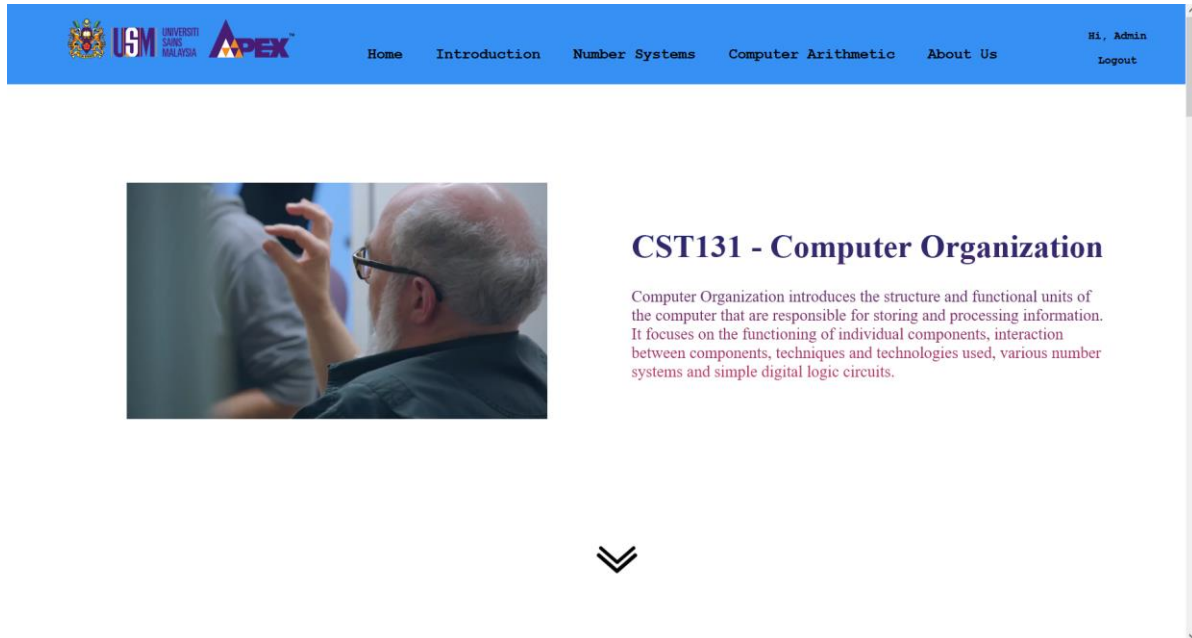 USM UNIVERSITI SAINS MALAYSIA APEX™
Home Introduction Number Systems Computer Arithmetic About Us
Hi, Admin
Logout
CST131 - Computer Organization
Computer Organization introduces the structure and functional units of
the computer that are responsible for storing and processing information.
It focuses on the functioning of individual components, interaction
between components, techniques and technologies used, various number
systems and simple digital logic circuits.